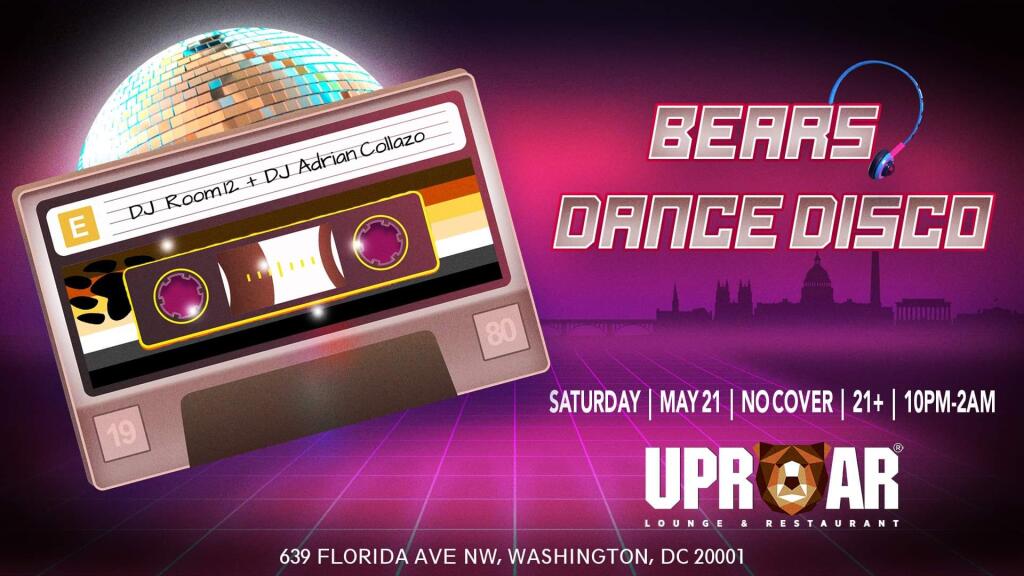 E
DJ Room12 + DJ Adrian Collazo
19
80
BEARS
DANCE DISCO
SATURDAY | MAY 21 | NO COVER | 21+ | 10PM-2AM
UPROAR®
LOUNGE & RESTAURANT
639 FLORIDA AVE NW, WASHINGTON, DC 20001